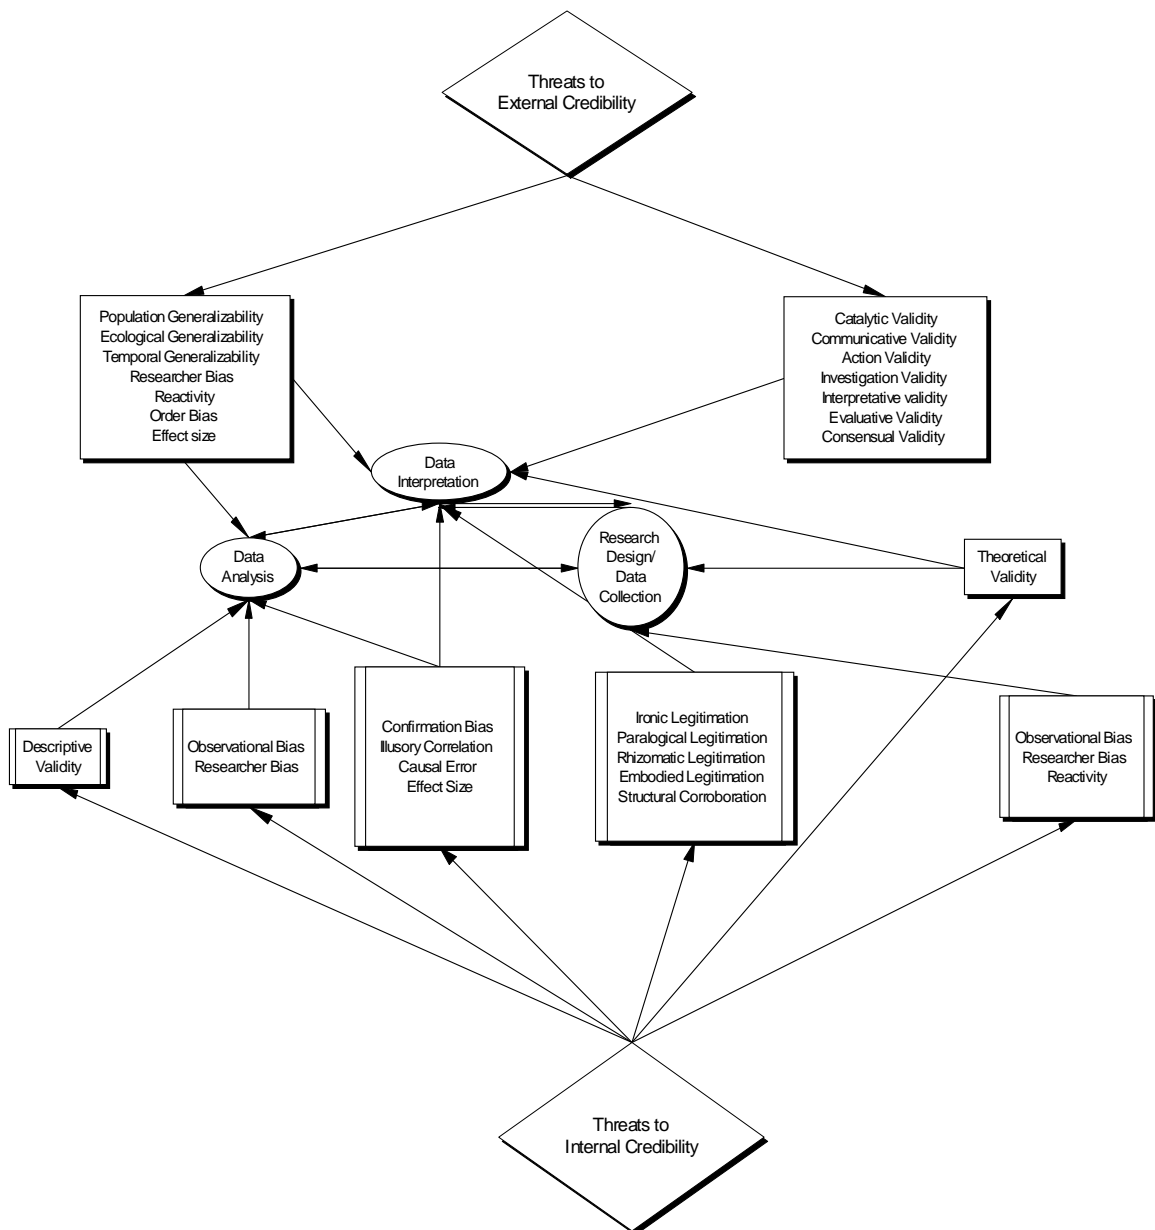 Threats to
External Credibility
Population Generalizability
Ecological Generalizability
Temporal Generalizability
Researcher Bias
Reactivity
Order Bias
Effect size
Catalytic Validity
Communicative Validity
Action Validity
Investigation Validity
Interpretative validity
Evaluative Validity
Consensual Validity
Data
Interpretation
Data
Analysis
Research
Design/
Data
Collection
Theoretical
Validity
Descriptive
Validity
Observational Bias
Researcher Bias
Confirmation Bias
Illusory Correlation
Causal Error
Effect Size
Ironic Legitimation
Paralogical Legitimation
Rhizomatic Legitimation
Embodied Legitimation
Structural Corroboration
Observational Bias
Researcher Bias
Reactivity
Threats to
Internal Credibility